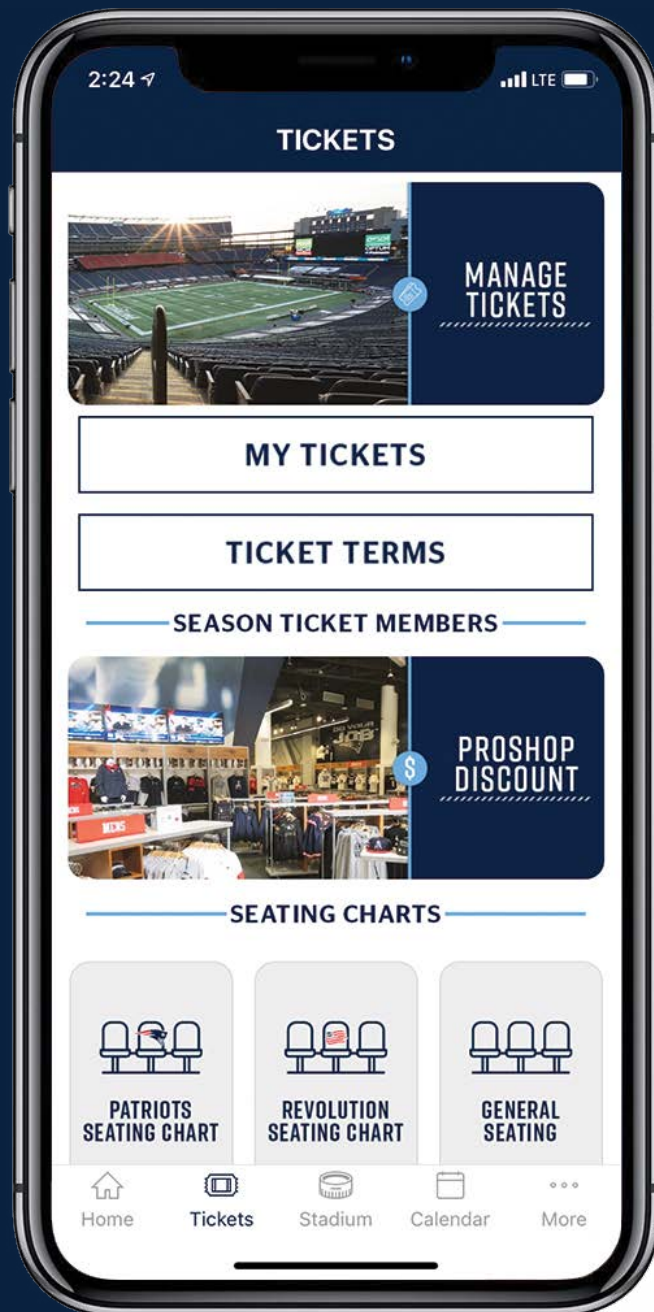 2:24
LTE
TICKETS
MANAGE
TICKETS
MY TICKETS
TICKET TERMS
SEASON TICKET MEMBERS
MENS
$
PROSHOP
DISCOUNT
SEATING CHARTS
PATRIOTS
SEATING CHART
REVOLUTION
SEATING CHART
GENERAL
SEATING
Home
Tickets
Stadium
Calendar
More